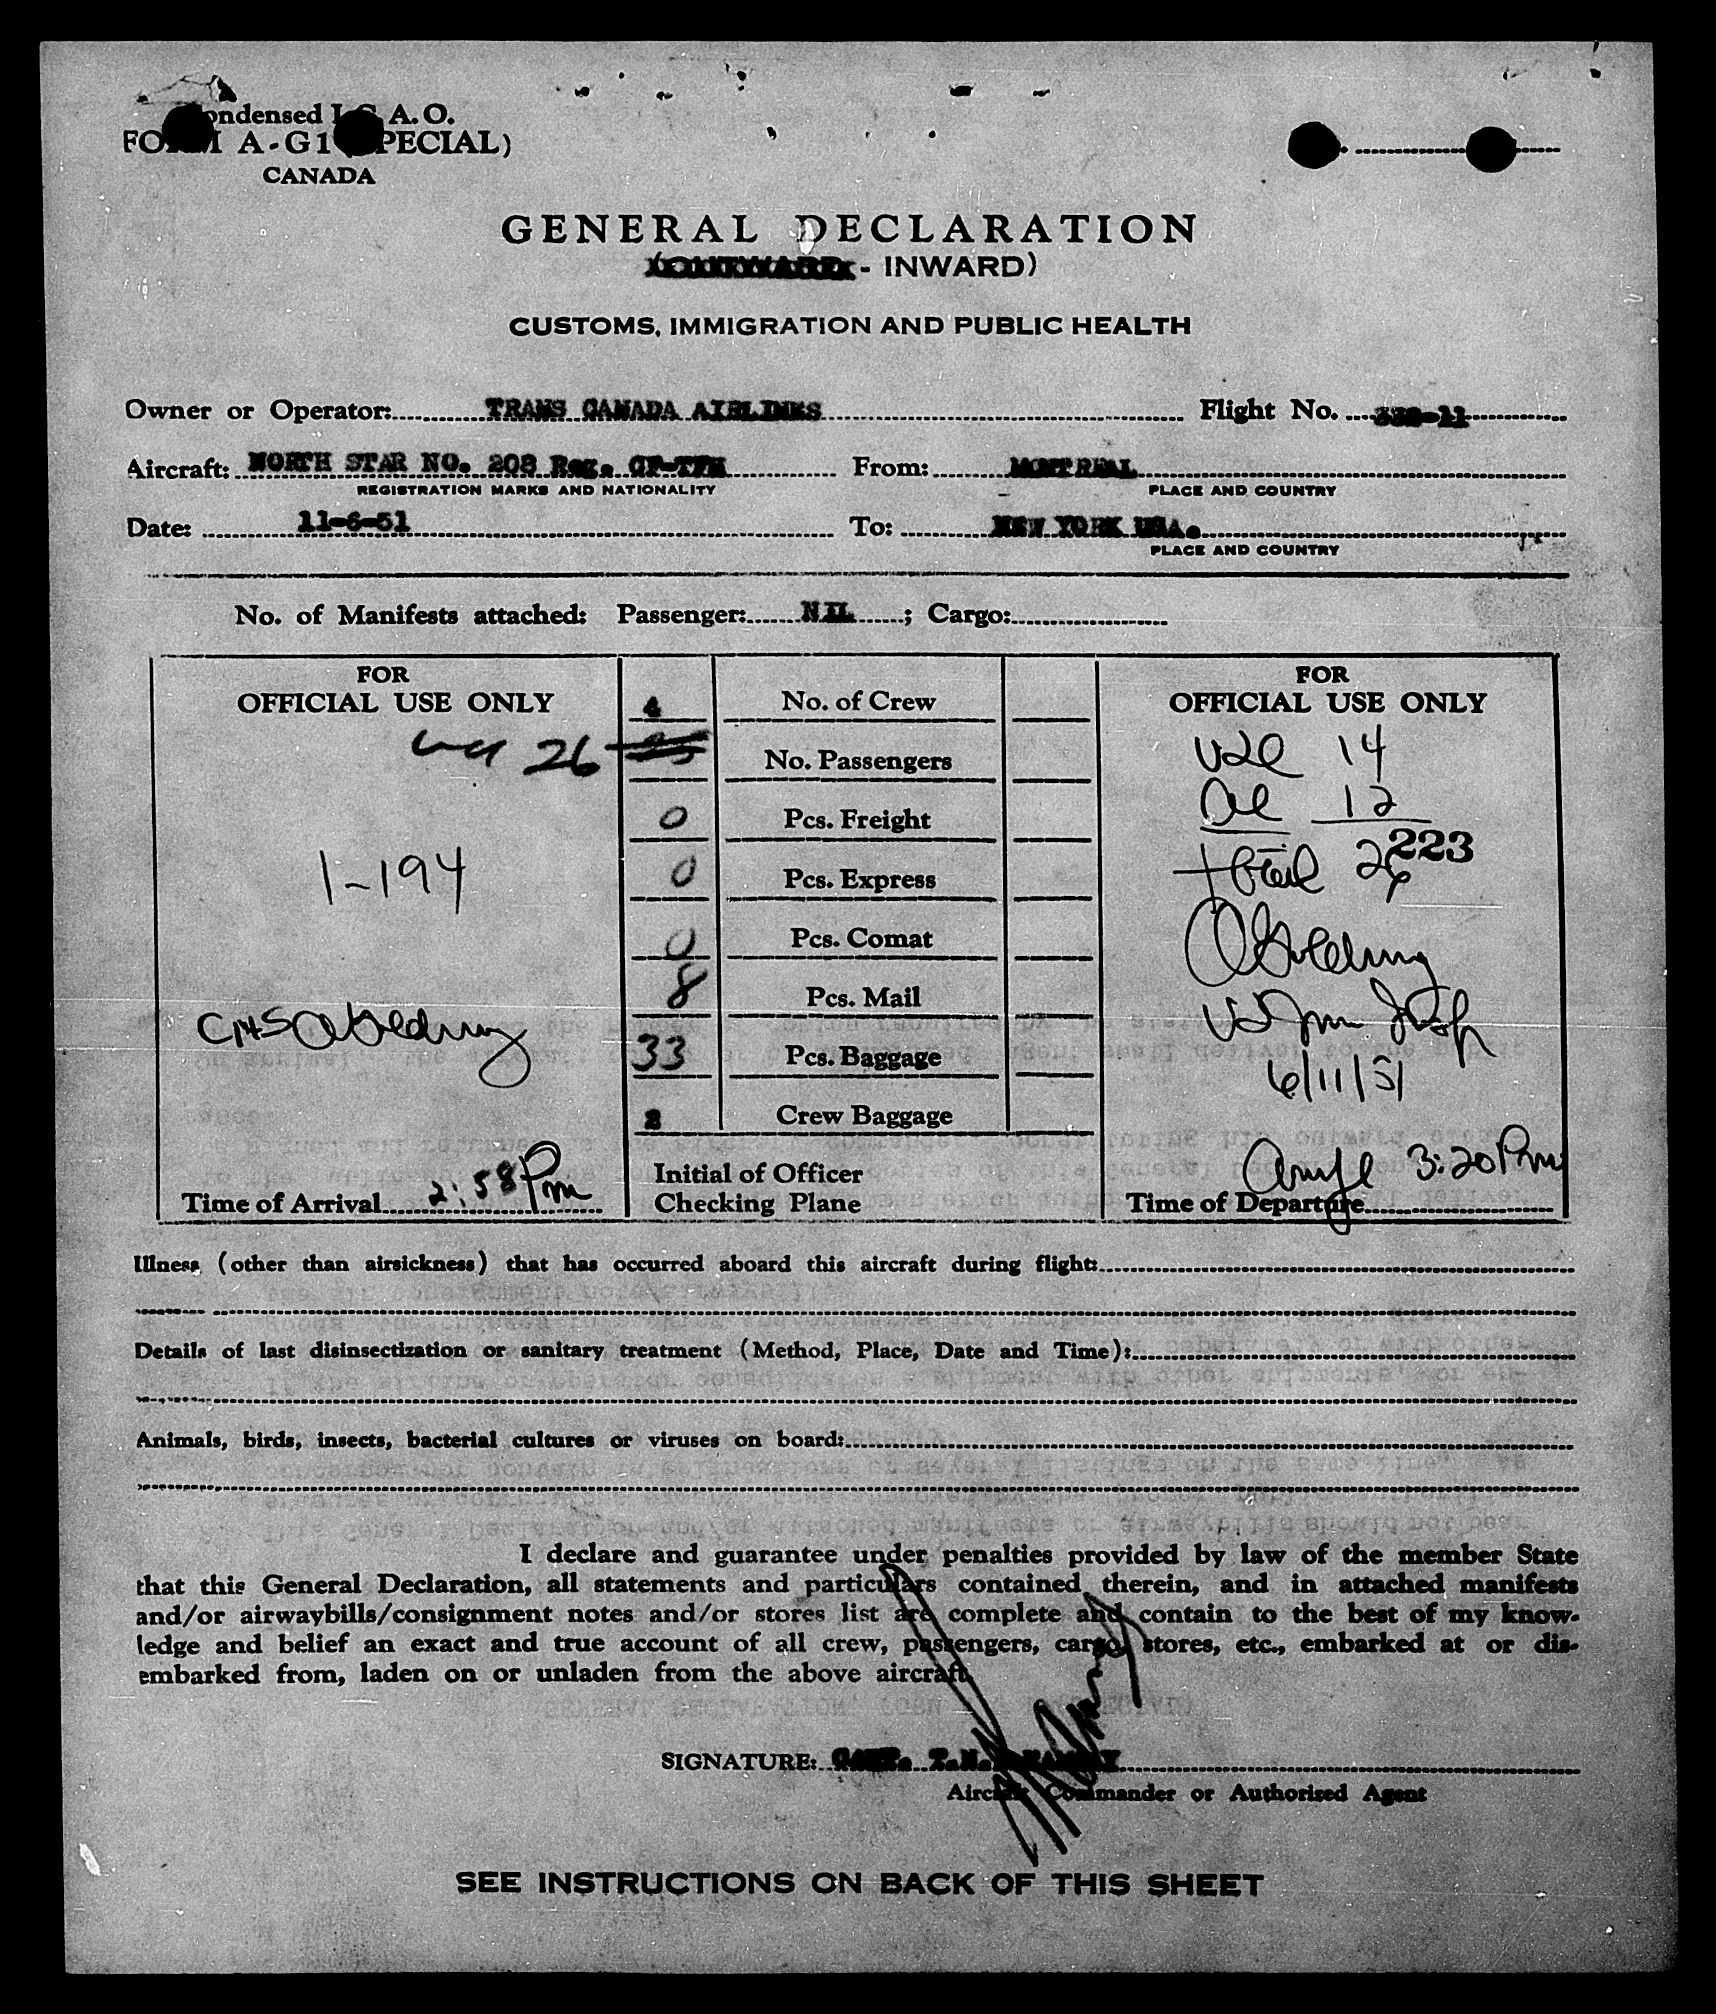 Condensed I.C.A.O.
FORM A-G1 (SPECIAL)
CANADA
GENERAL DECLARATION
- INWARD)
CUSTOMS, IMMIGRATION AND PUBLIC HEALTH
Owner or Operator: TRANS CANADA AIRLINES Flight No.
Aircraft: NORTH STAR NO. 208 Reg. From: MONTREAL
REGISTRATION MARKS AND NATIONALITY PLACE AND COUNTRY
Date: 11-6-51 To: NEW YORK USA.
PLACE AND COUNTRY
No. of Manifests attached: Passenger: NIL ; Cargo:
FOR
OFFICIAL USE ONLY
26
1-194
CMS
Time of Arrival 2:58 Pm
4 No. of Crew
No. Passengers
0 Pcs. Freight
0 Pcs. Express
0 Pcs. Comat
8 Pcs. Mail
33 Pcs. Baggage
Crew Baggage
Initial of Officer
Checking Plane
FOR
OFFICIAL USE ONLY
14
12
223
total 26
6/11/51
3:20 Pm
Time of Departure
Illness (other than airsickness) that has occurred aboard this aircraft during flight:
Details of last disinsectization or sanitary treatment (Method, Place, Date and Time):
Animals, birds, insects, bacterial cultures or viruses on board:
I declare and guarantee under penalties provided by law of the member State
that this General Declaration, all statements and particulars contained therein, and in attached manifests
and/or airwaybills/consignment notes and/or stores list are complete and contain to the best of my know-
ledge and belief an exact and true account of all crew, passengers, cargo, stores, etc., embarked at or dis-
embarked from, laden on or unladen from the above aircraft.
SIGNATURE: CAPT. T.N.
Aircraft Commander or Authorized Agent
SEE INSTRUCTIONS ON BACK OF THIS SHEET